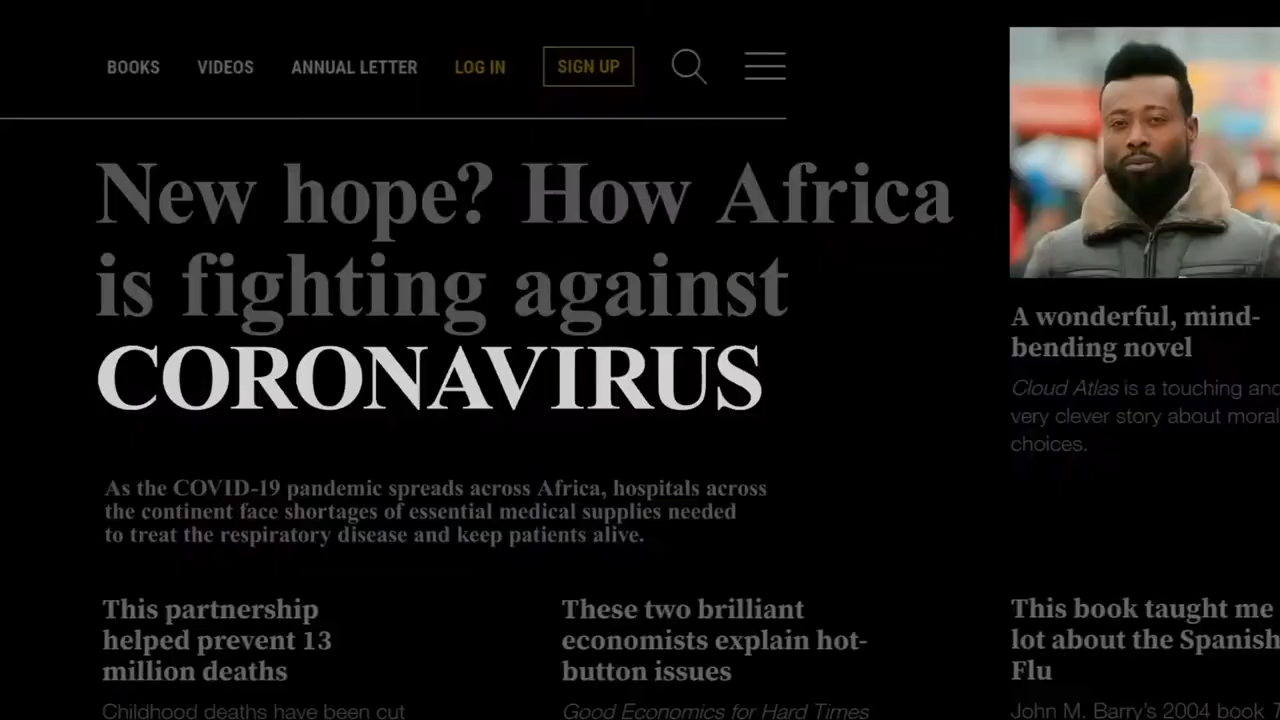 BOOKS VIDEOS ANNUAL LETTER LOG IN SIGN UP
New hope? How Africa
is fighting against
CORONAVIRUS
As the COVID-19 pandemic spreads across Africa, hospitals across
the continent face shortages of essential medical supplies needed
to treat the respiratory disease and keep patients alive.
A wonderful, mind-
bending novel
Cloud Atlas is a touching and
very clever story about moral
choices.
This partnership
helped prevent 13
million deaths
Childhood deaths have been cut
These two brilliant
economists explain hot-
button issues
Good Economics for Hard Times
This book taught me
lot about the Spanish
Flu
John M. Barry's 2004 book